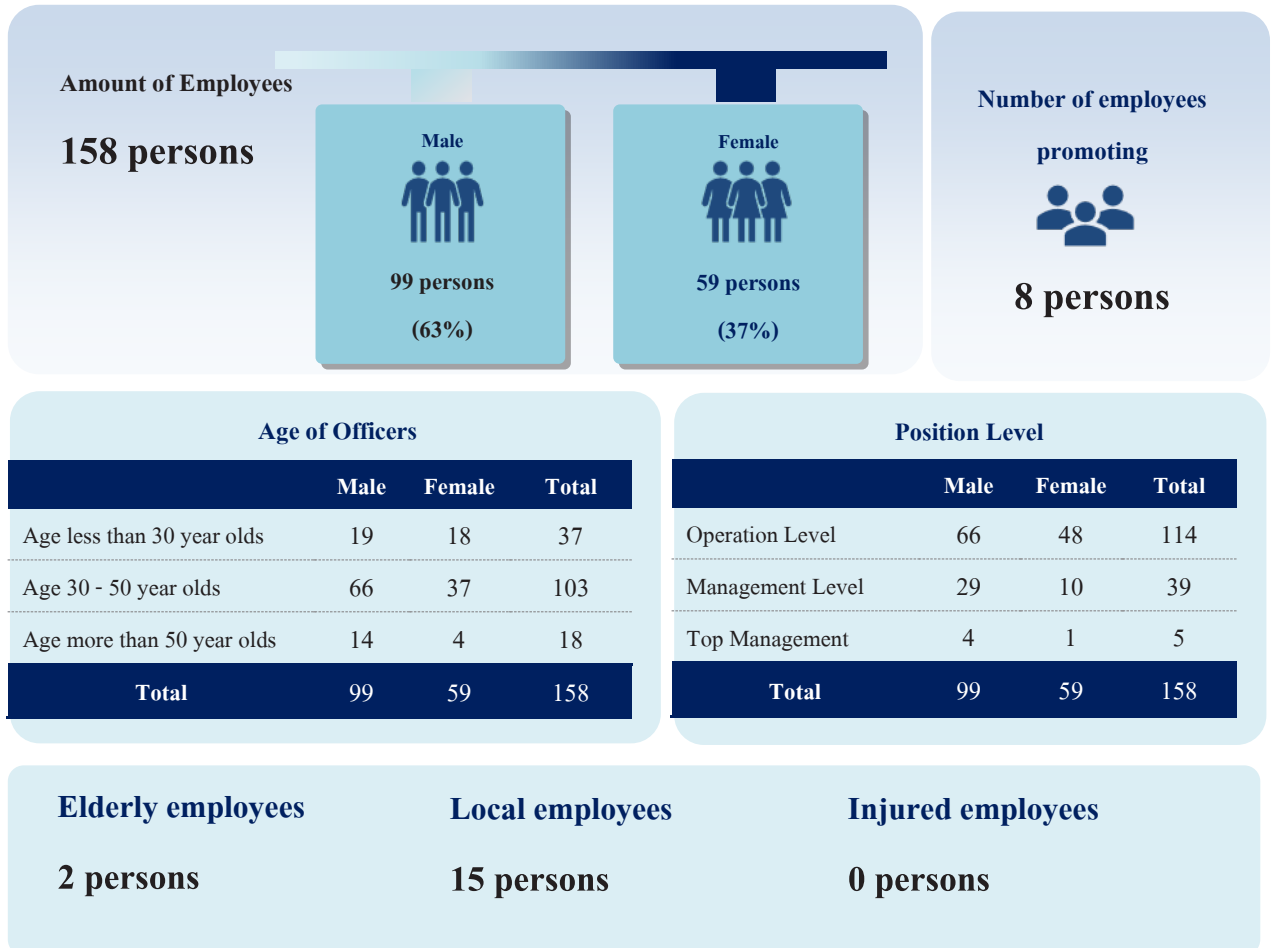 Amount of Employees
158 persons
Male
99 persons
(63%)
Female
59 persons
(37%)
Number of employees
promoting
8 persons
Age of Officers
Male Female Total
Age less than 30 year olds 19 18 37
Age 30 - 50 year olds 66 37 103
Age more than 50 year olds 14 4 18
Total 99 59 158
Position Level
Male Female Total
Operation Level 66 48 114
Management Level 29 10 39
Top Management 4 1 5
Total 99 59 158
Elderly employees
2 persons
Local employees
15 persons
Injured employees
0 persons